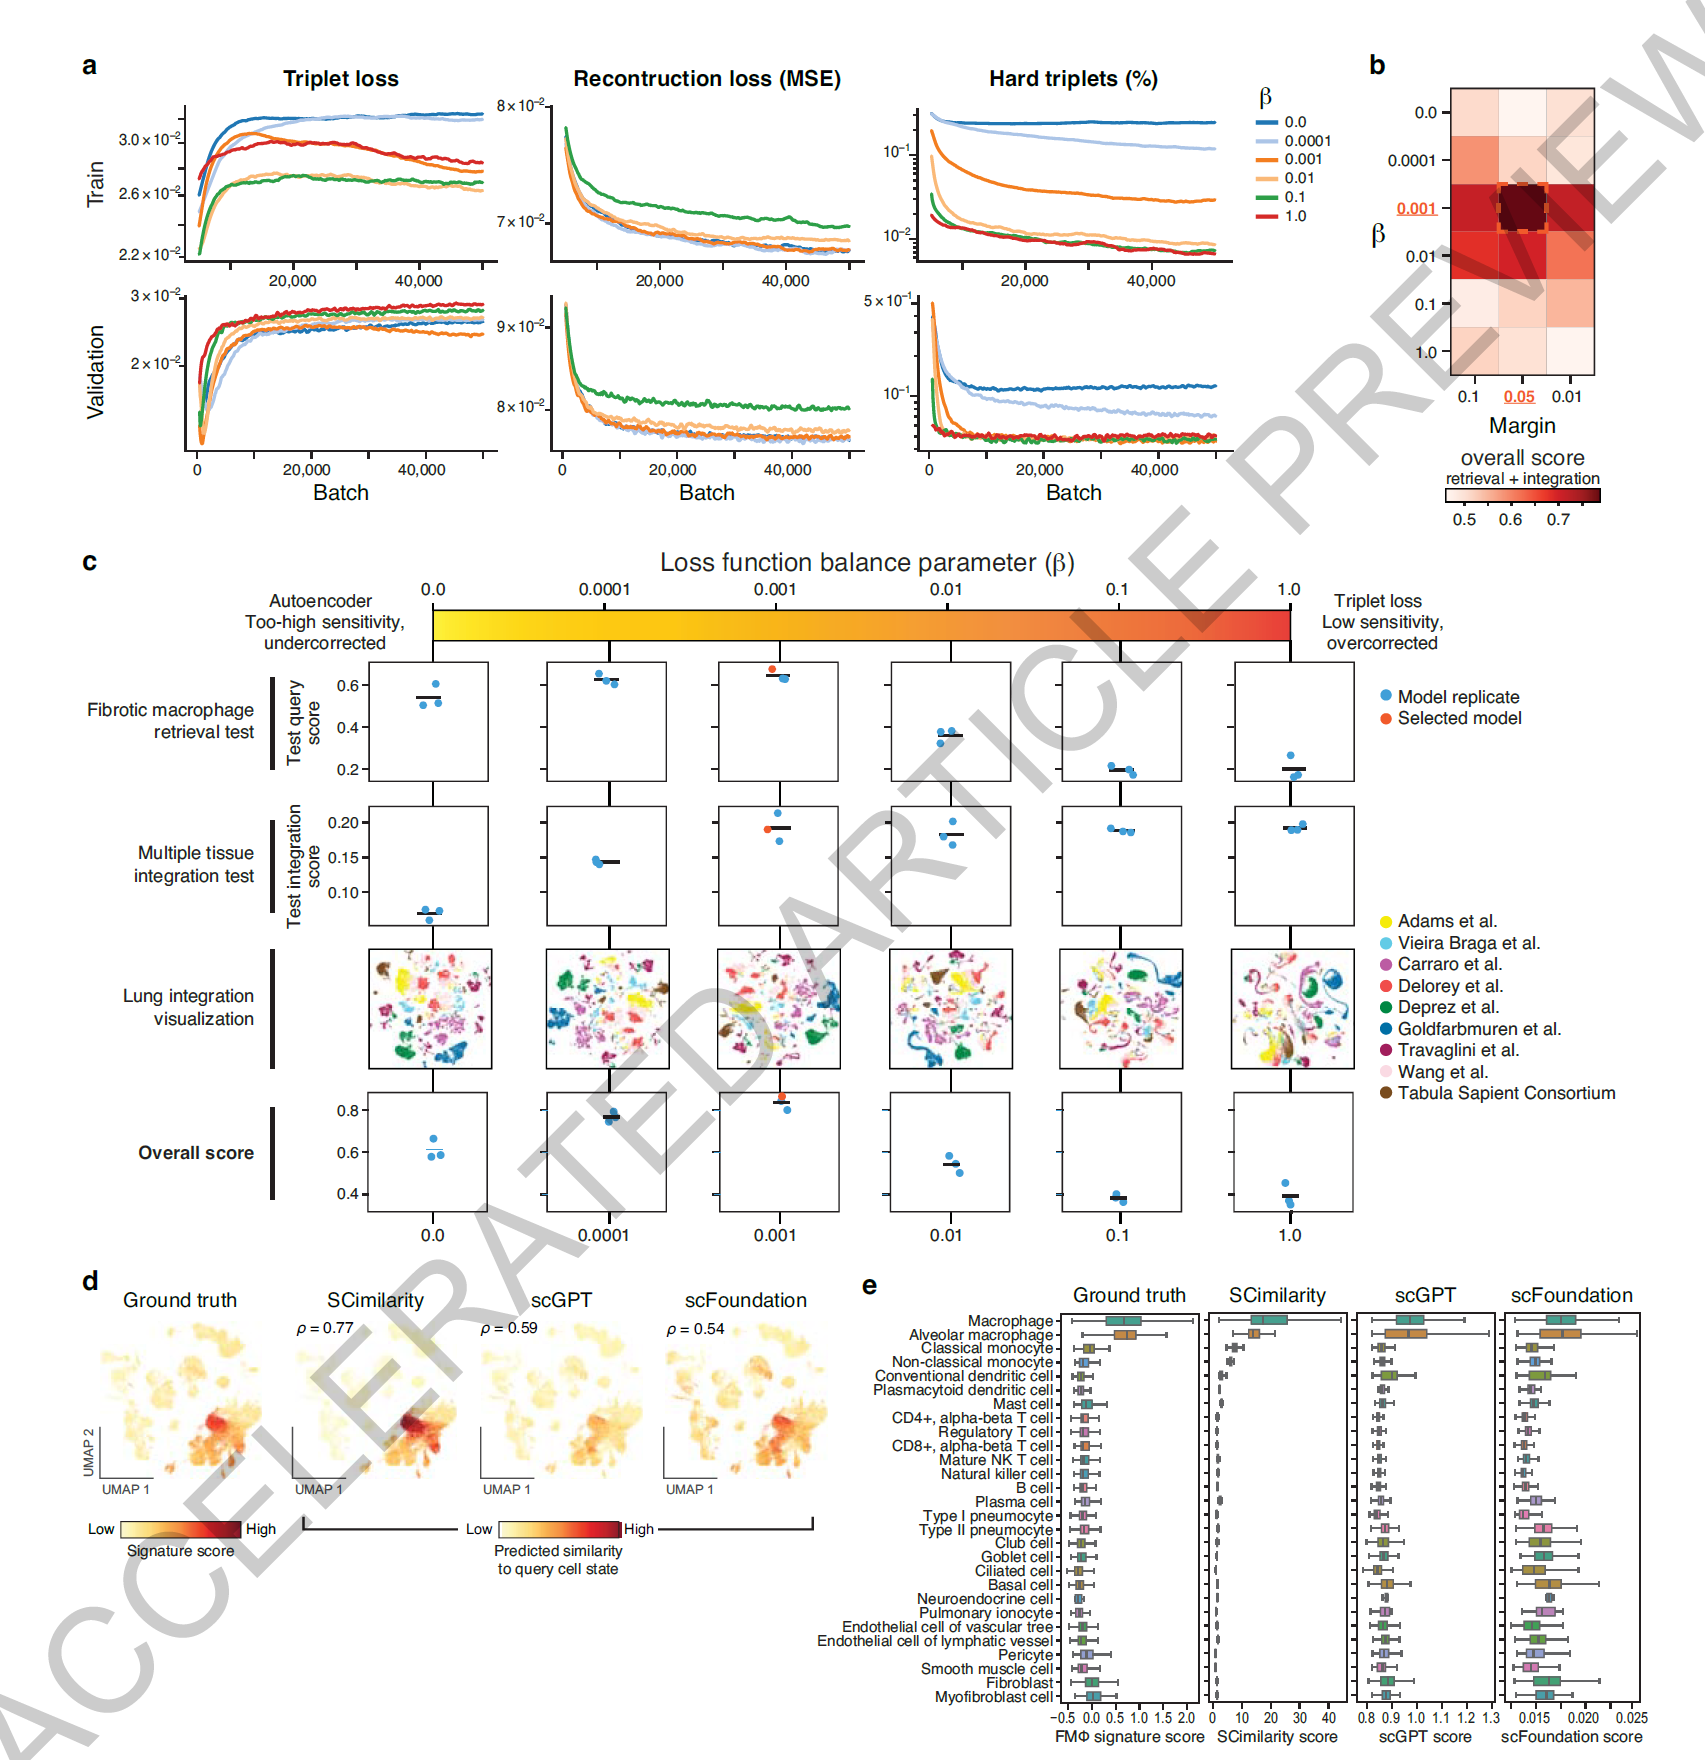 a
Triplet loss
Recontruction loss (MSE)
Hard triplets (%)
β
0.0
0.0001
0.001
0.01
0.1
1.0
Train
3.0 × 10⁻²
2.6 × 10⁻²
2.2 × 10⁻²
20,000 40,000
8 × 10⁻²
7 × 10⁻²
20,000 40,000
10⁻¹
10⁻²
20,000 40,000
Validation
3 × 10⁻²
2 × 10⁻²
0 20,000 40,000
Batch
9 × 10⁻²
8 × 10⁻²
0 20,000 40,000
Batch
5 × 10⁻¹
10⁻¹
0 20,000 40,000
Batch
b
0.0
0.0001
0.001
β
0.01
0.1
1.0
0.1 0.05 0.01
Margin
overall score
retrieval + integration
0.5 0.6 0.7
c
Loss function balance parameter (β)
0.0 0.0001 0.001 0.01 0.1 1.0
Autoencoder
Too-high sensitivity,
undercorrected
Triplet loss
Low sensitivity,
overcorrected
Fibrotic macrophage
retrieval test
Test query
score
0.6
0.4
0.2
Model replicate
Selected model
Multiple tissue
integration test
Test integration
score
0.20
0.15
0.10
Lung integration
visualization
Adams et al.
Vieira Braga et al.
Carraro et al.
Delorey et al.
Deprez et al.
Goldfarbmuren et al.
Travaglini et al.
Wang et al.
Tabula Sapient Consortium
Overall score
0.8
0.6
0.4
0.0 0.0001 0.001 0.01 0.1 1.0
d
Ground truth
SCimilarity
scGPT
scFoundation
ρ = 0.77
ρ = 0.59
ρ = 0.54
UMAP 2
UMAP 1
UMAP 1
UMAP 1
UMAP 1
Low High
Signature score
Low High
Predicted similarity
to query cell state
e
Ground truth
SCimilarity
scGPT
scFoundation
Macrophage
Alveolar macrophage
Classical monocyte
Non-classical monocyte
Conventional dendritic cell
Plasmacytoid dendritic cell
Mast cell
CD4+, alpha-beta T cell
Regulatory T cell
CD8+, alpha-beta T cell
Mature NK T cell
Natural killer cell
B cell
Plasma cell
Type I pneumocyte
Type II pneumocyte
Club cell
Goblet cell
Ciliated cell
Basal cell
Neuroendocrine cell
Pulmonary ionocyte
Endothelial cell of vascular tree
Endothelial cell of lymphatic vessel
Pericyte
Smooth muscle cell
Fibroblast
Myofibroblast cell
−0.5 0.0 0.5 1.0 1.5 2.0
FMΦ signature score
0 10 20 30 40
SCimilarity score
0.8 0.9 1.0 1.1 1.2 1.3
scGPT score
0.015 0.020 0.025
scFoundation score
ACCELERATED ARTICLE PREVIEW